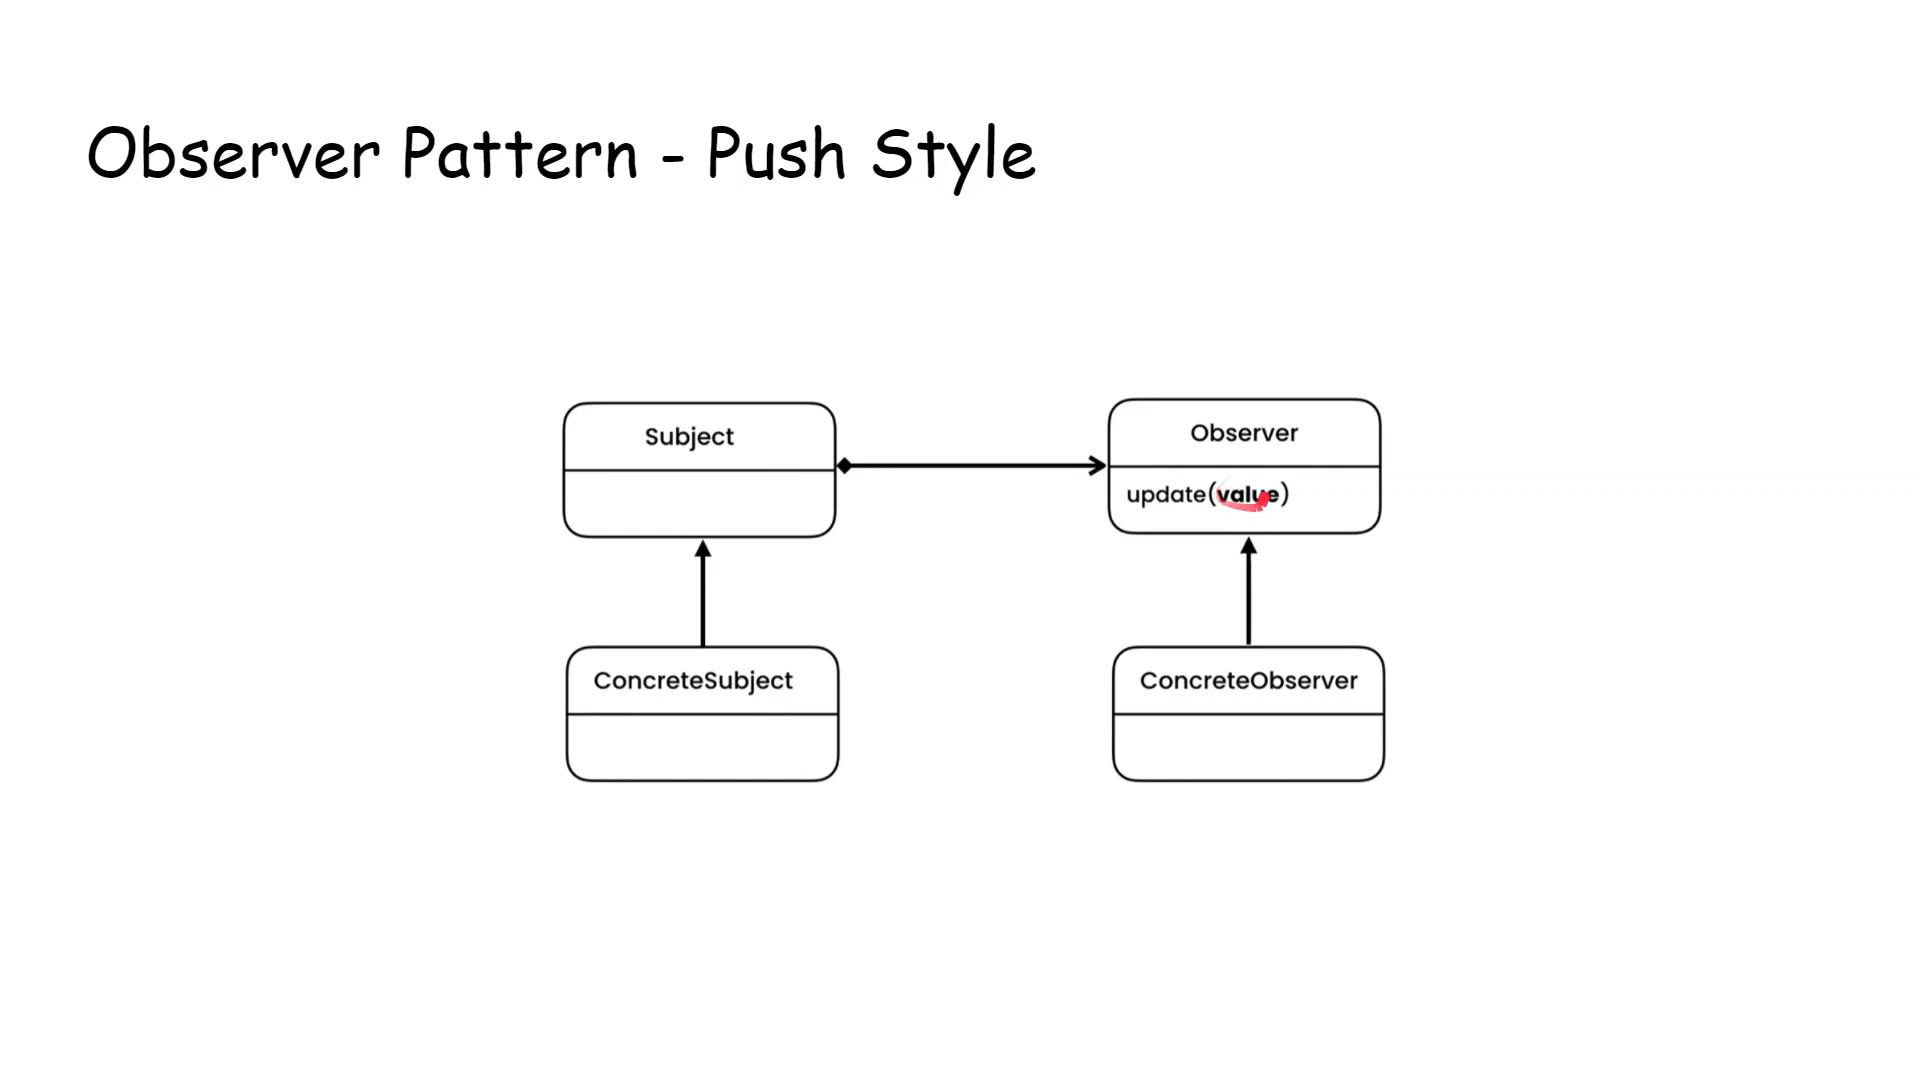 Observer Pattern - Push Style
Subject
Observer
update(value)
ConcreteSubject
ConcreteObserver